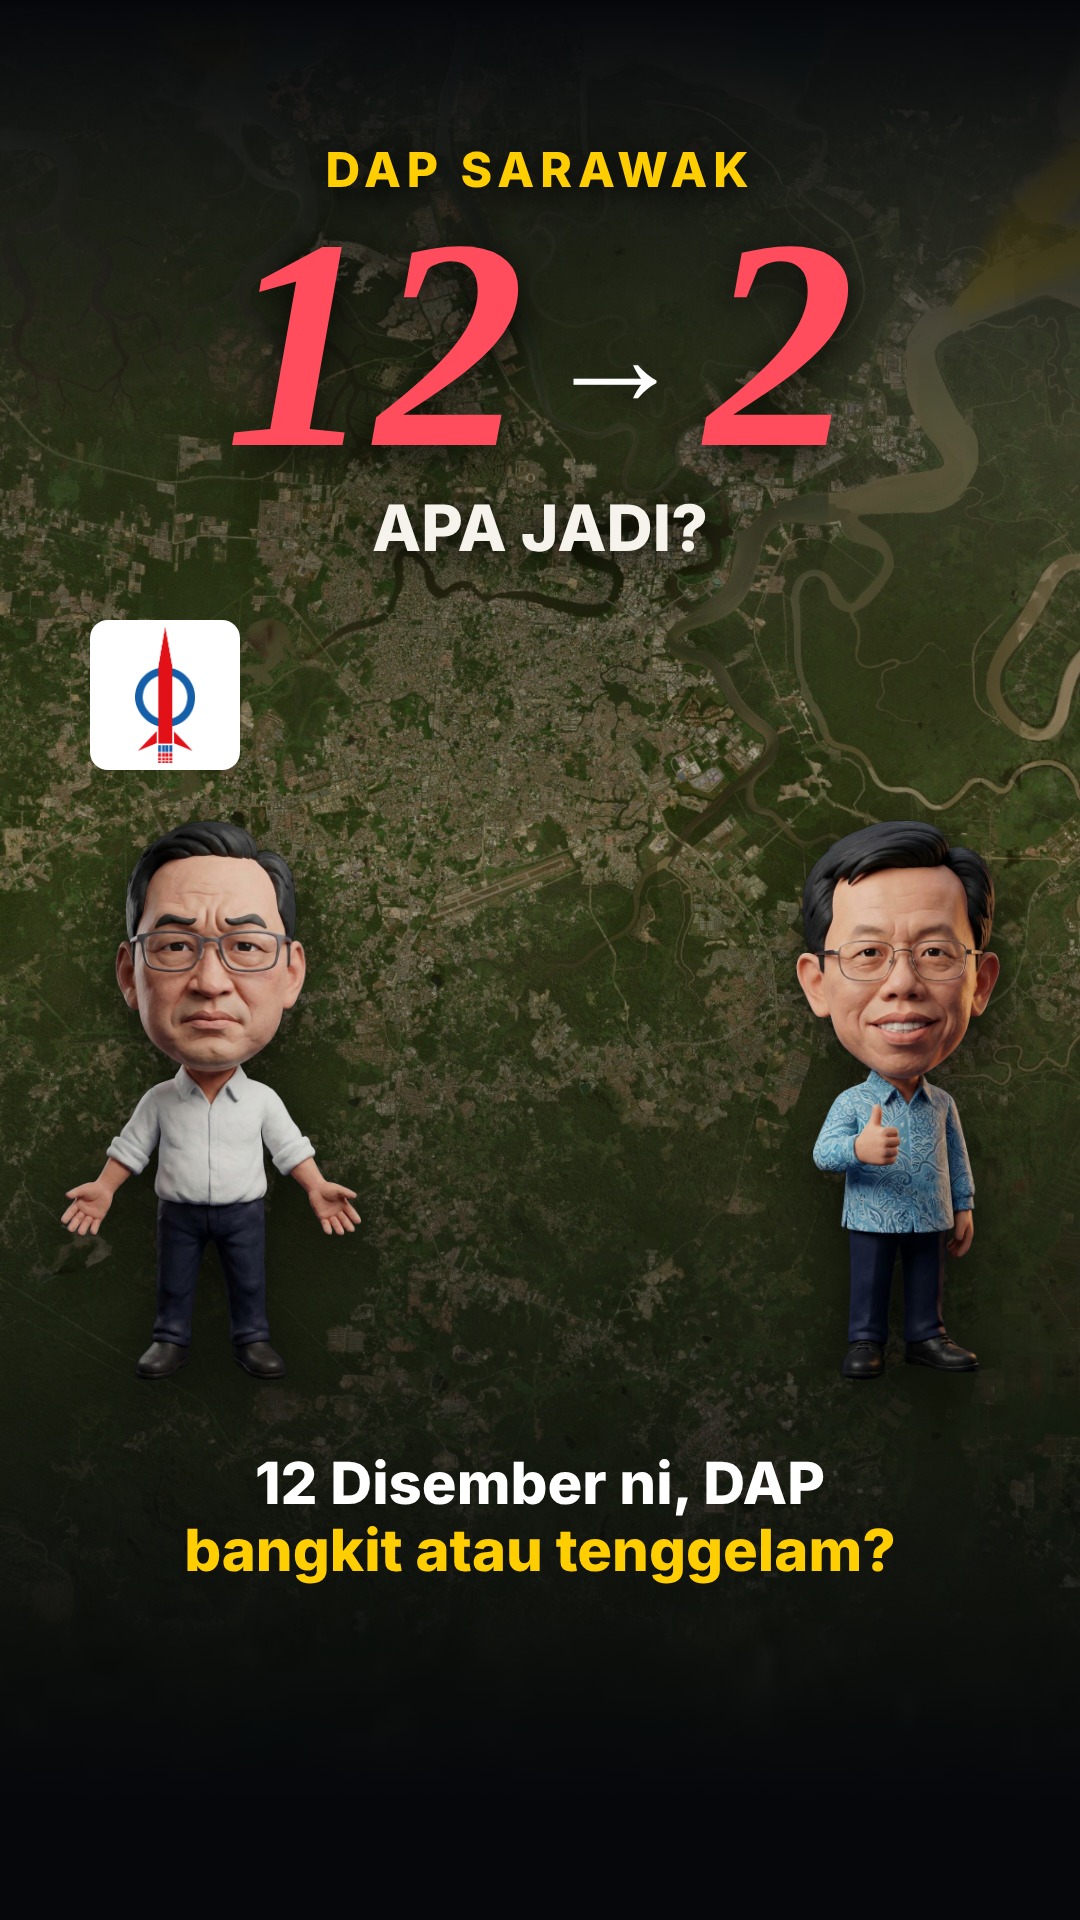 DAP SARAWAK
12 → 2
APA JADI?
12 Disember ni, DAP
bangkit atau tenggelam?